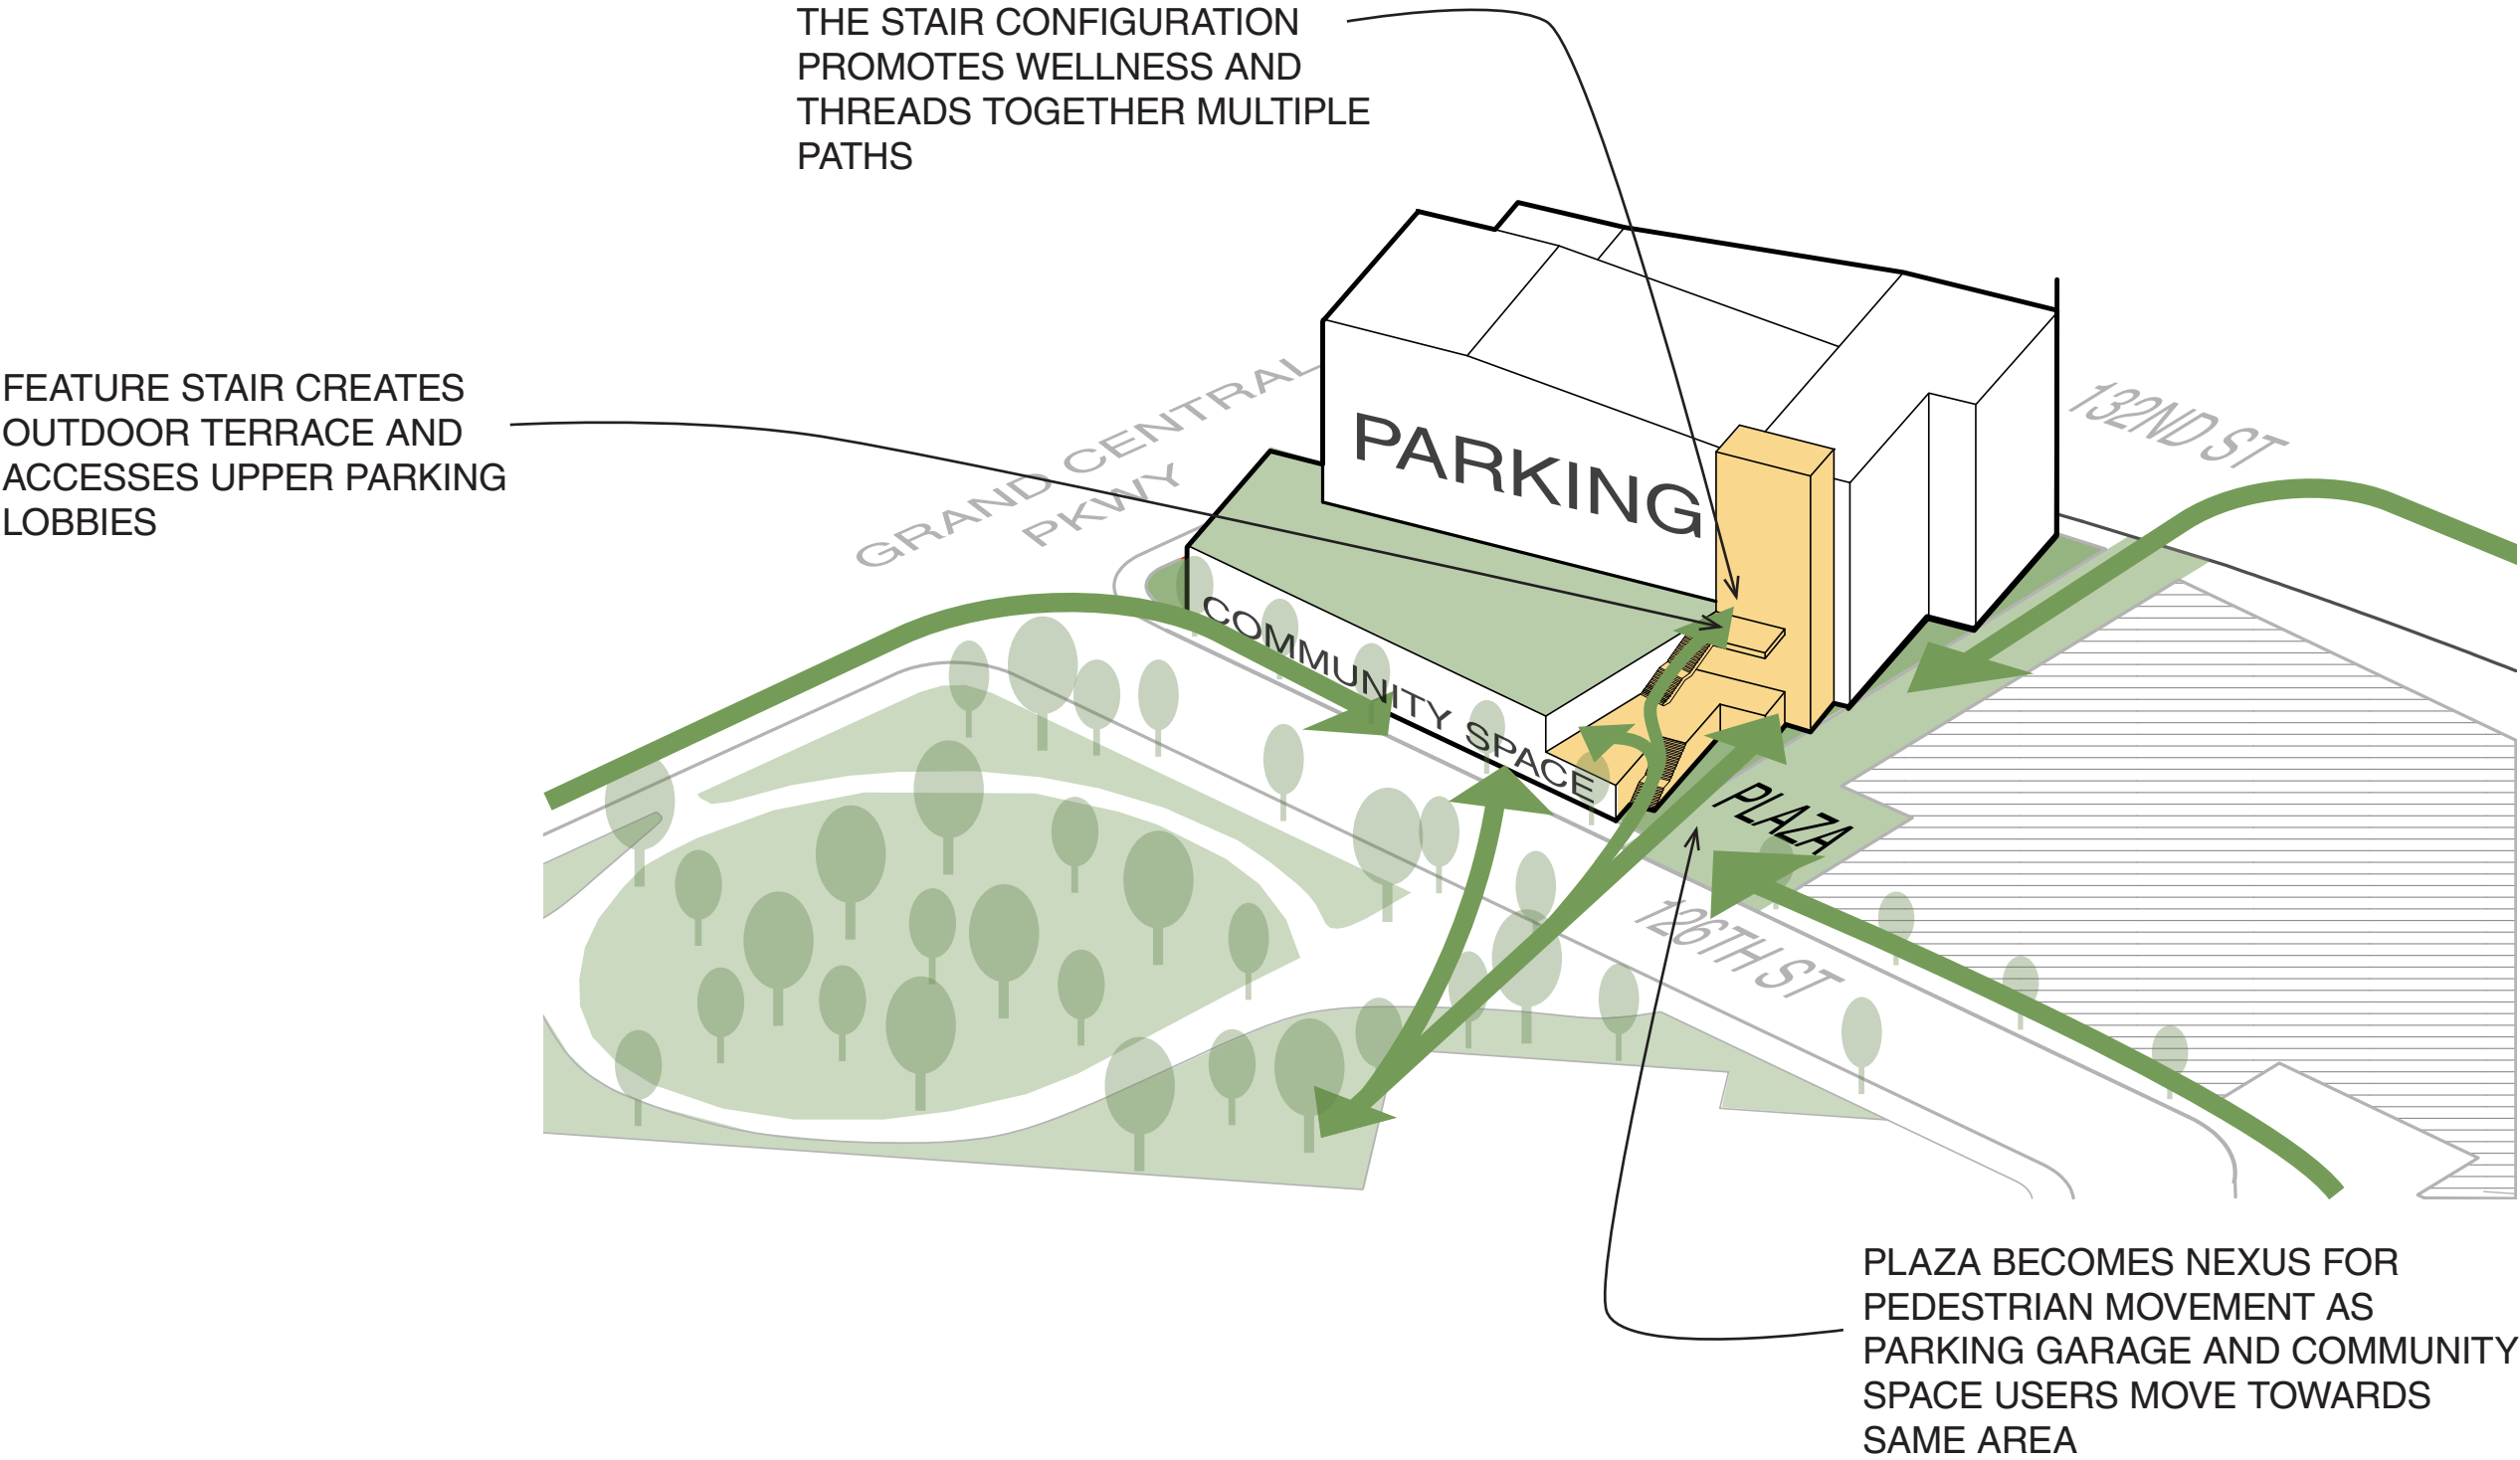 THE STAIR CONFIGURATION
PROMOTES WELLNESS AND
THREADS TOGETHER MULTIPLE
PATHS
FEATURE STAIR CREATES
OUTDOOR TERRACE AND
ACCESSES UPPER PARKING
LOBBIES
GRAND CENTRAL
PKWY
PARKING
132ND ST
COMMUNITY SPACE
PLAZA
126TH ST
PLAZA BECOMES NEXUS FOR
PEDESTRIAN MOVEMENT AS
PARKING GARAGE AND COMMUNITY
SPACE USERS MOVE TOWARDS
SAME AREA